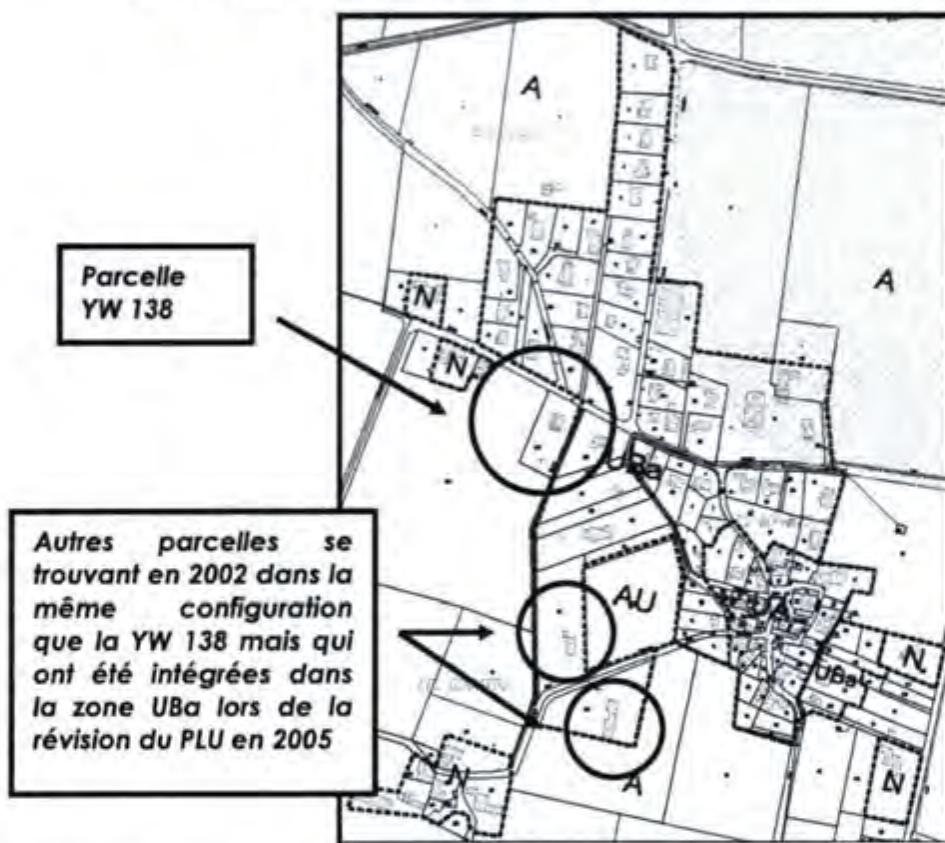 A
Parcelle
YW 138
A
N
N
UBa
Autres parcelles se
trouvant en 2002 dans la
même configuration
que la YW 138 mais qui
ont été intégrées dans
la zone UBa lors de la
révision du PLU en 2005
AU
UA
N
UBa
N
N
A